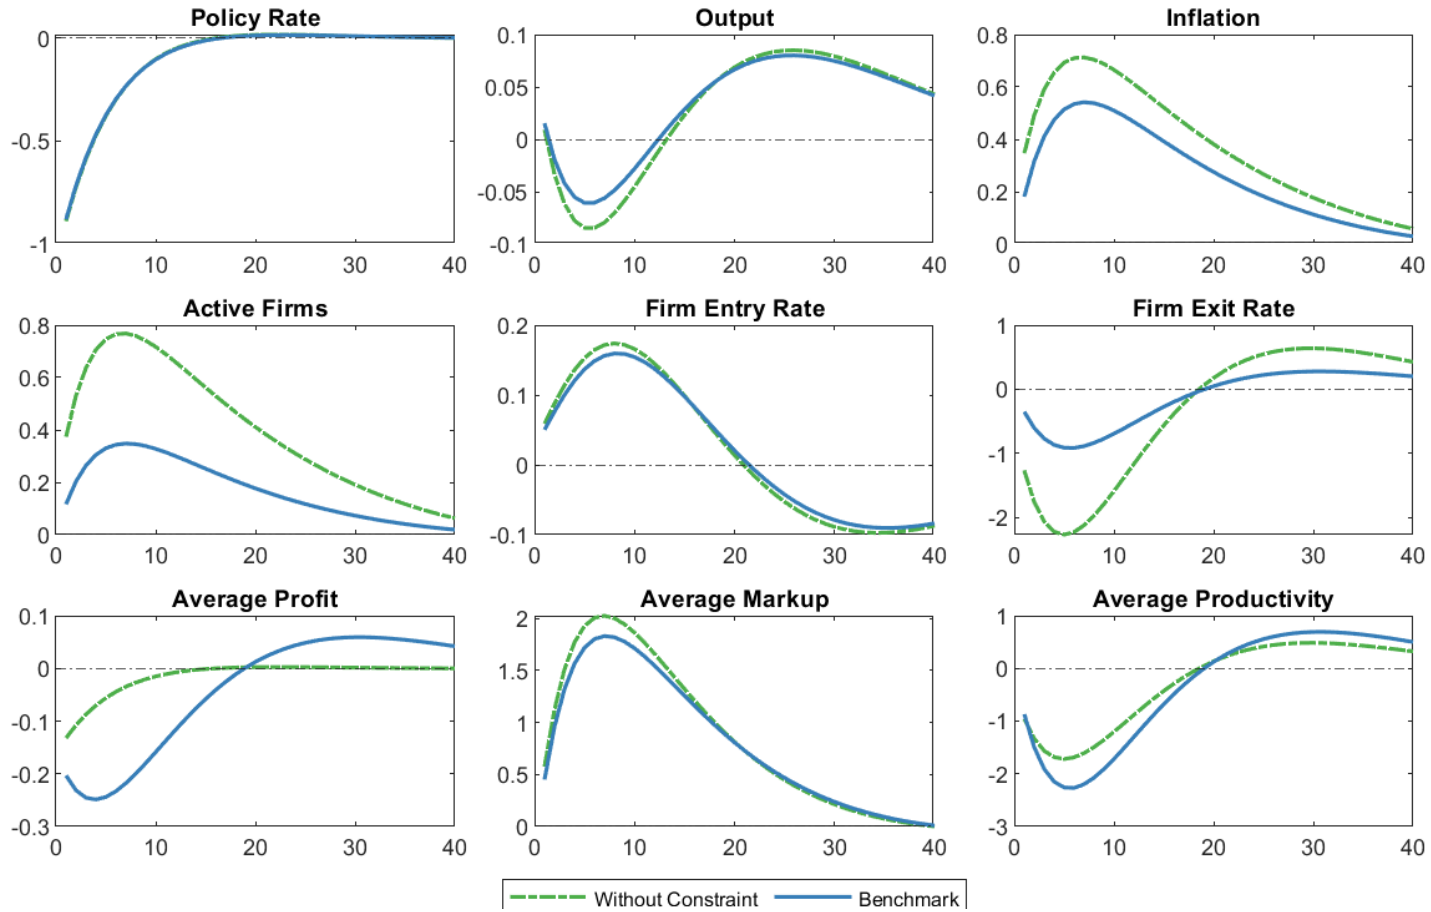 Policy Rate
0
-0.5
-1
0 10 20 30 40
Output
0.1
0.05
0
-0.05
-0.1
0 10 20 30 40
Inflation
0.8
0.6
0.4
0.2
0
0 10 20 30 40
Active Firms
0.8
0.6
0.4
0.2
0
0 10 20 30 40
Firm Entry Rate
0.2
0.1
0
-0.1
0 10 20 30 40
Firm Exit Rate
1
0
-1
-2
0 10 20 30 40
Average Profit
0.1
0
-0.1
-0.2
-0.3
0 10 20 30 40
Average Markup
2
1.5
1
0.5
0
0 10 20 30 40
Average Productivity
1
0
-1
-2
-3
0 10 20 30 40
Without Constraint Benchmark